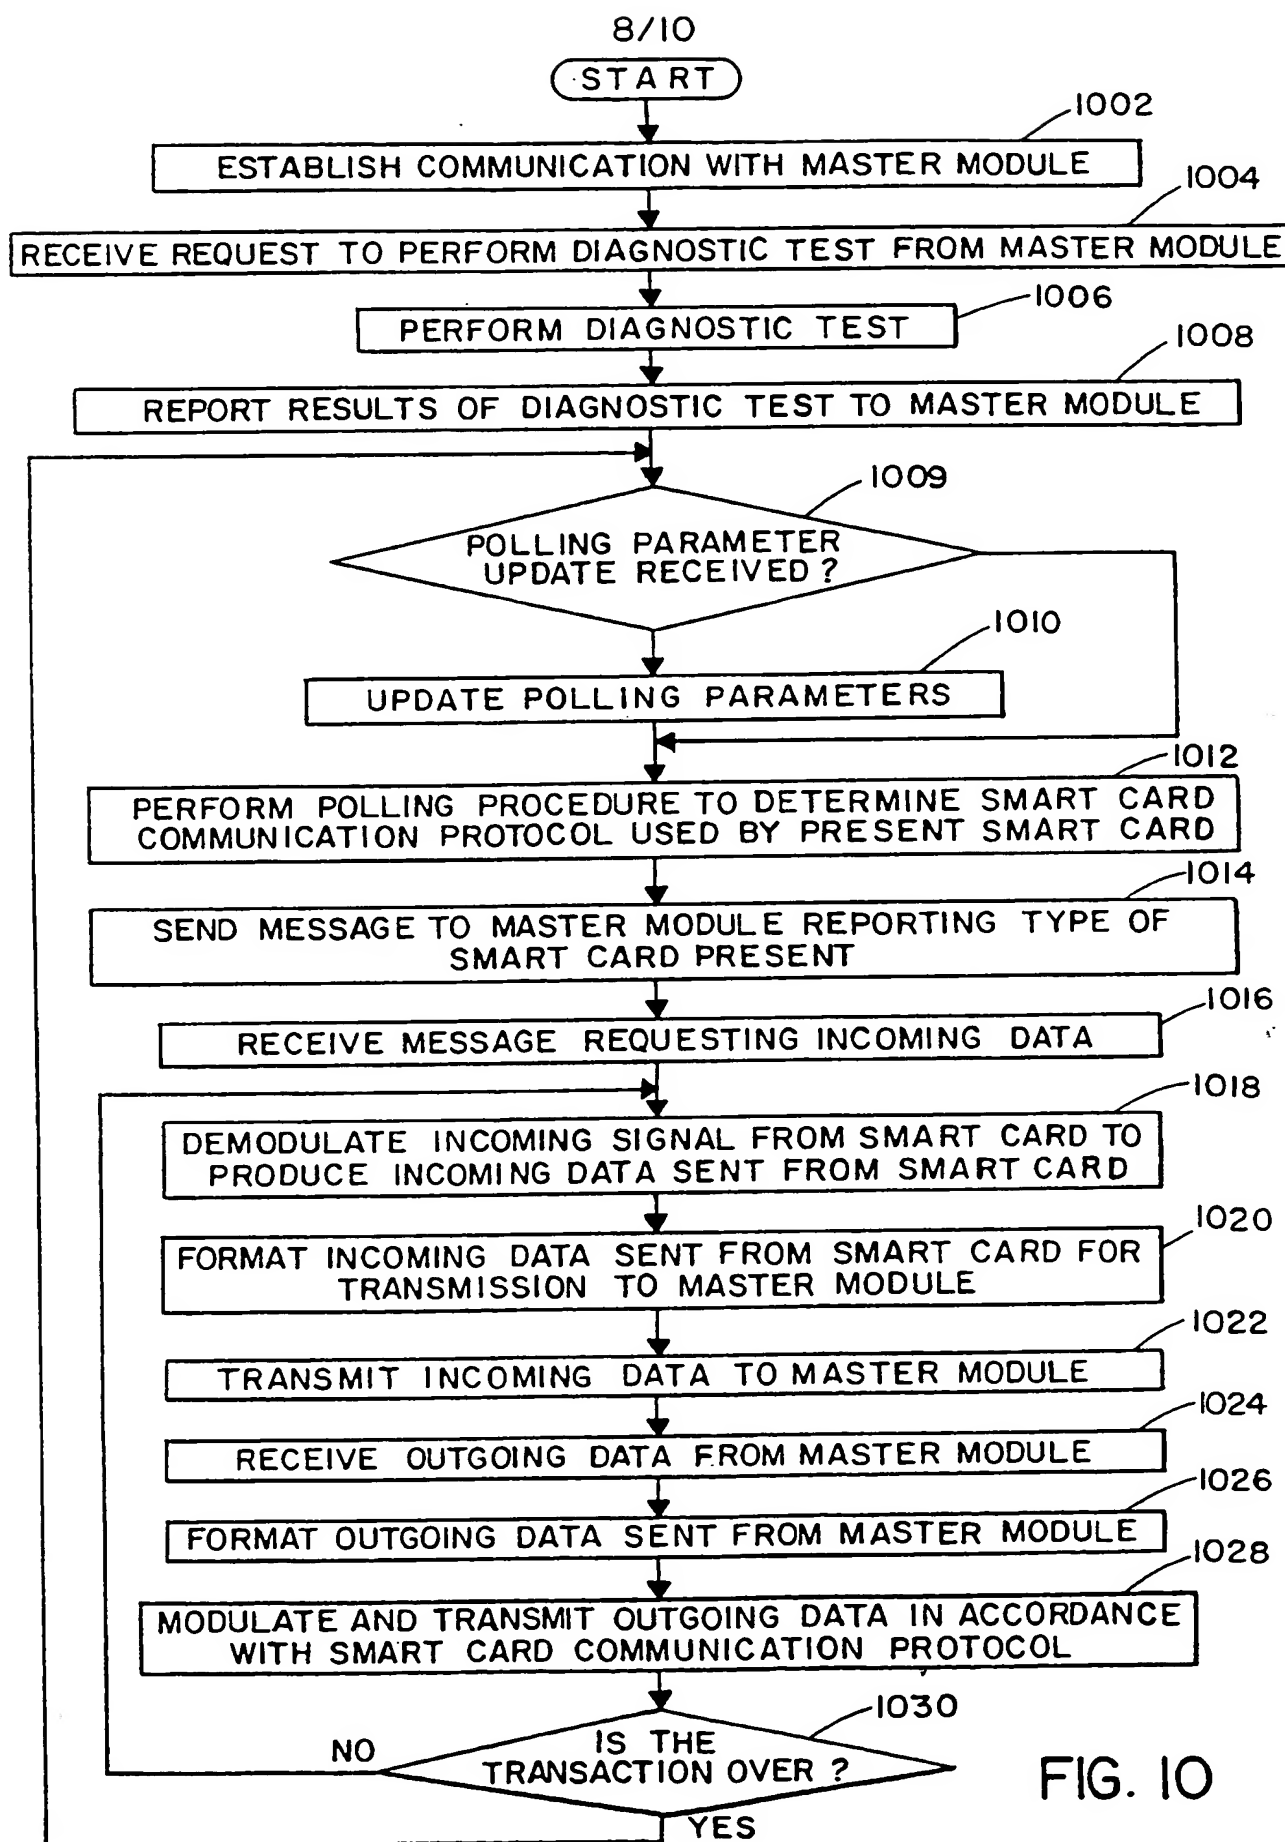 8/10
START
1002
ESTABLISH COMMUNICATION WITH MASTER MODULE
1004
RECEIVE REQUEST TO PERFORM DIAGNOSTIC TEST FROM MASTER MODULE
1006
PERFORM DIAGNOSTIC TEST
1008
REPORT RESULTS OF DIAGNOSTIC TEST TO MASTER MODULE
1009
POLLING PARAMETER
UPDATE RECEIVED?
1010
UPDATE POLLING PARAMETERS
1012
PERFORM POLLING PROCEDURE TO DETERMINE SMART CARD
COMMUNICATION PROTOCOL USED BY PRESENT SMART CARD
1014
SEND MESSAGE TO MASTER MODULE REPORTING TYPE OF
SMART CARD PRESENT
1016
RECEIVE MESSAGE REQUESTING INCOMING DATA
1018
DEMODULATE INCOMING SIGNAL FROM SMART CARD TO
PRODUCE INCOMING DATA SENT FROM SMART CARD
1020
FORMAT INCOMING DATA SENT FROM SMART CARD FOR
TRANSMISSION TO MASTER MODULE
1022
TRANSMIT INCOMING DATA TO MASTER MODULE
1024
RECEIVE OUTGOING DATA FROM MASTER MODULE
1026
FORMAT OUTGOING DATA SENT FROM MASTER MODULE
1028
MODULATE AND TRANSMIT OUTGOING DATA IN ACCORDANCE
WITH SMART CARD COMMUNICATION PROTOCOL
1030
IS THE
TRANSACTION OVER?
NO
YES
FIG. 10